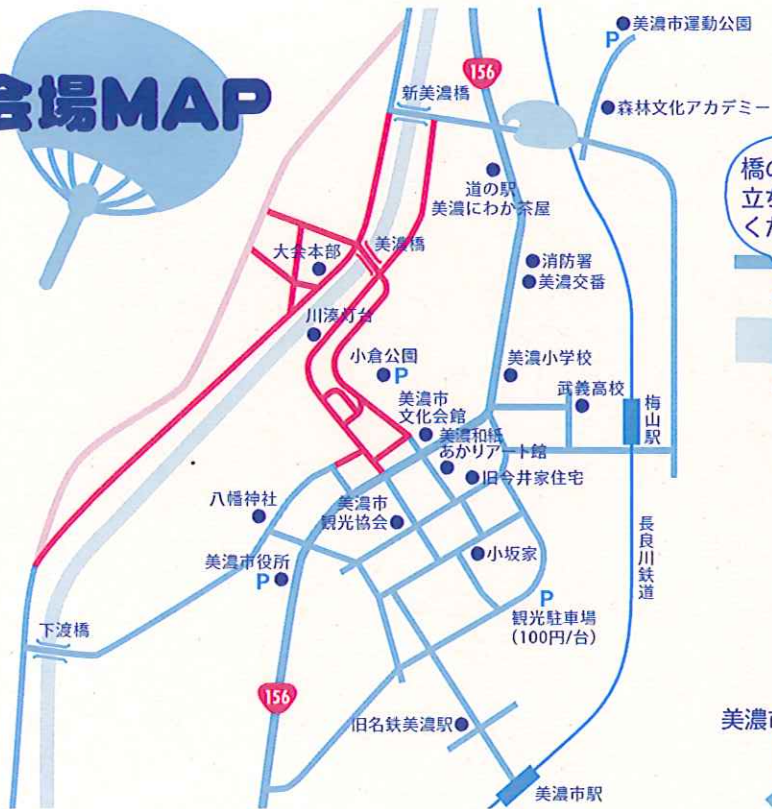 会場MAP
美濃市運動公園
P
156
新美濃橋
森林文化アカデミー
道の駅
美濃にわか茶屋
橋の
立
くだ
美濃橋
大会本部
消防署
美濃交番
川湊灯台
小倉公園
P
美濃小学校
武義高校
美濃市
文化会館
梅山駅
美濃和紙
あかりアート館
旧今井家住宅
八幡神社
美濃市
観光協会
美濃市役所
P
小坂家
長良川鉄道
P
観光駐車場
(100円/台)
下渡橋
156
旧名鉄美濃駅
美濃市
美濃市駅